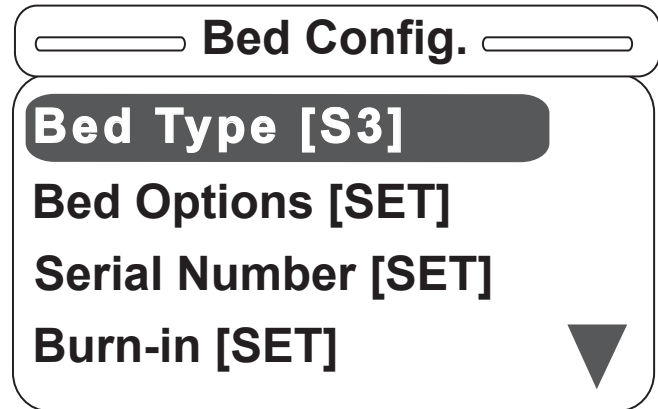 Bed Config.
Bed Type [S3]
Bed Options [SET]
Serial Number [SET]
Burn-in [SET]